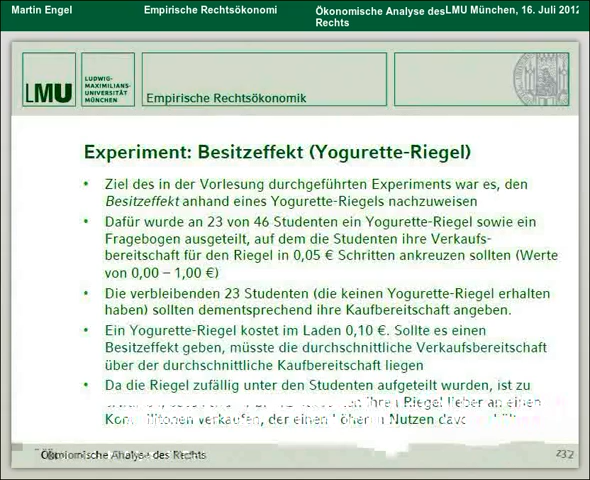 Martin Engel
Empirische Rechtsökonomi
Ökonomische Analyse des
Rechts
LMU München, 16. Juli 2012
LMU
LUDWIG-
MAXIMILIANS-
UNIVERSITÄT
MÜNCHEN
Empirische Rechtsökonomik
Experiment: Besitzeffekt (Yogurette-Riegel)
• Ziel des in der Vorlesung durchgeführten Experiments war es, den
Besitzeffekt anhand eines Yogurette-Riegels nachzuweisen
• Dafür wurde an 23 von 46 Studenten ein Yogurette-Riegel sowie ein
Fragebogen ausgeteilt, auf dem die Studenten ihre Verkaufs-
bereitschaft für den Riegel in 0,05 € Schritten ankreuzen sollten (Werte
von 0,00 – 1,00 €)
• Die verbleibenden 23 Studenten (die keinen Yogurette-Riegel erhalten
haben) sollten dementsprechend ihre Kaufbereitschaft angeben.
• Ein Yogurette-Riegel kostet im Laden 0,10 €. Sollte es einen
Besitzeffekt geben, müsste die durchschnittliche Verkaufsbereitschaft
über der durchschnittliche Kaufbereitschaft liegen
• Da die Riegel zufällig unter den Studenten aufgeteilt wurden, ist zu
ihren Riegel lieber an einen
verkaufen, der einen Nutzen
Analyse des Rechts
232